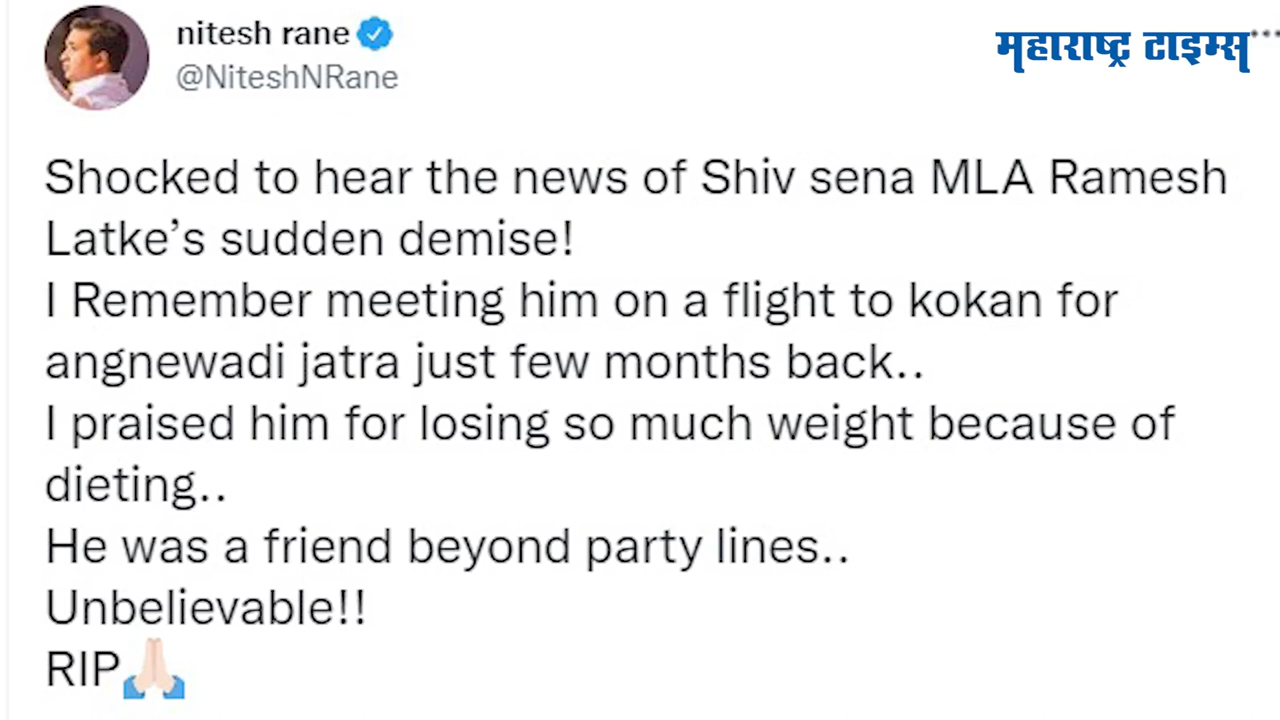 nitesh rane
महाराष्ट्र टाइम्स
@NiteshNRane
Shocked to hear the news of Shiv sena MLA Ramesh
Latke’s sudden demise!
I Remember meeting him on a flight to kokan for
angnewadi jatra just few months back..
I praised him for losing so much weight because of
dieting..
He was a friend beyond party lines..
Unbelievable!!
RIP🙏🏻